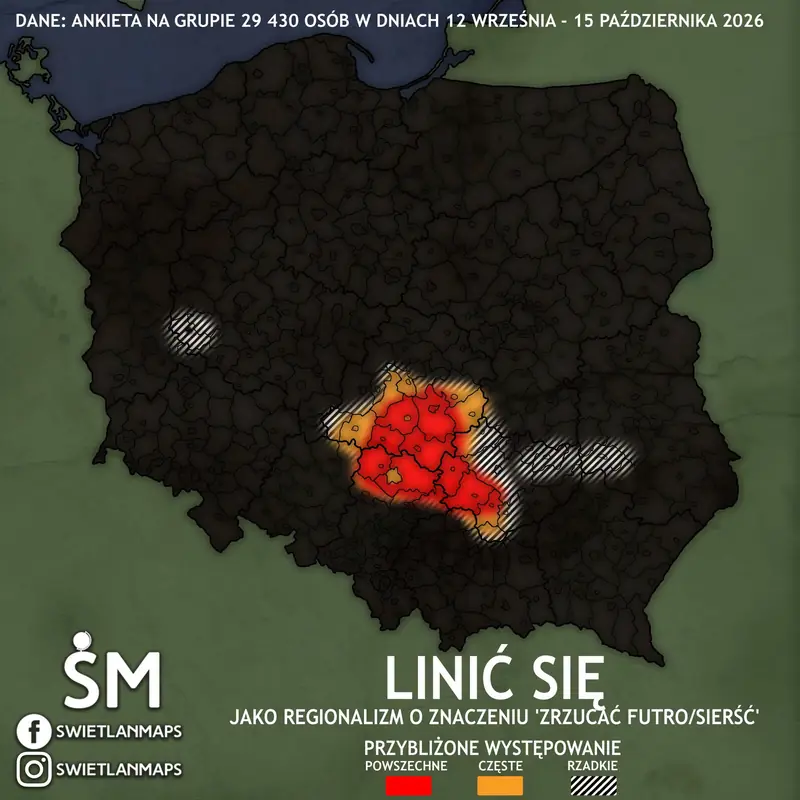 DANE: ANKIETA NA GRUPIE 29 430 OSÓB W DNIACH 12 WRZEŚNIA - 15 PAŹDZIERNIKA 2026
ŚM
SWIETLANMAPS
SWIETLANMAPS
LINIĆ SIĘ
JAKO REGIONALIZM O ZNACZENIU 'ZRZUCAĆ FUTRO/SIERŚĆ'
PRZYBLIŻONE WYSTĘPOWANIE
POWSZECHNE CZĘSTE RZADKIE